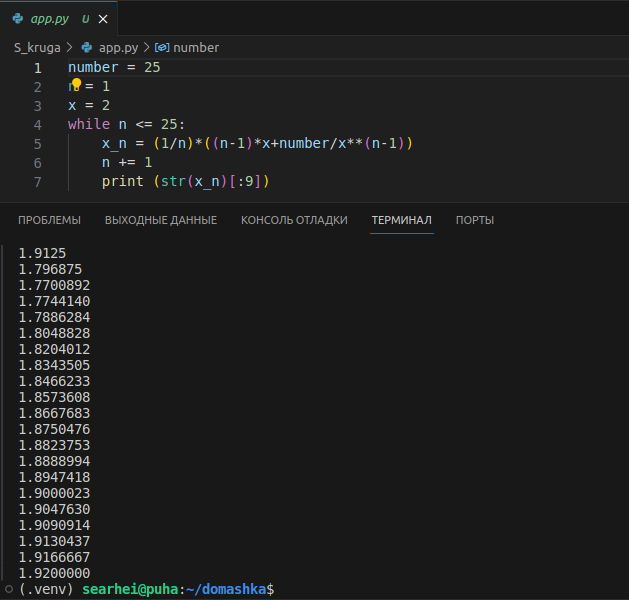 app.py U
S_kruga > app.py > number
1 number = 25
2 n = 1
3 x = 2
4 while n <= 25:
5 x_n = (1/n)*((n-1)*x+number/x**(n-1))
6 n += 1
7 print (str(x_n)[:9])
ПРОБЛЕМЫ ВЫХОДНЫЕ ДАННЫЕ КОНСОЛЬ ОТЛАДКИ ТЕРМИНАЛ ПОРТЫ
1.9125
1.796875
1.7700892
1.7744140
1.7886284
1.8048828
1.8204012
1.8343505
1.8466233
1.8573608
1.8667683
1.8750476
1.8823753
1.8888994
1.8947418
1.9000023
1.9047630
1.9090914
1.9130437
1.9166667
1.9200000
(.venv) searhei@puha:~/domashka$